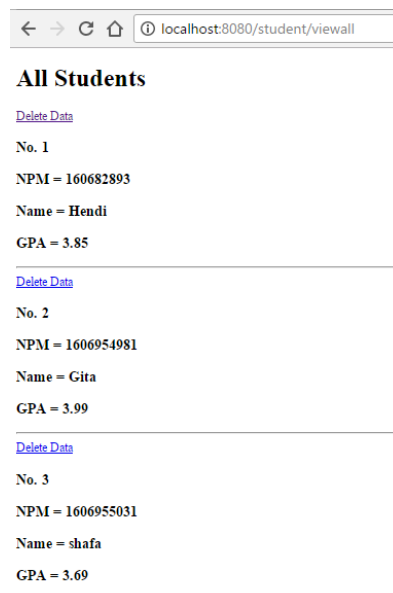 localhost:8080/student/viewall
All Students
Delete Data
No. 1
NPM = 160682893
Name = Hendi
GPA = 3.85
Delete Data
No. 2
NPM = 1606954981
Name = Gita
GPA = 3.99
Delete Data
No. 3
NPM = 1606955031
Name = shafa
GPA = 3.69